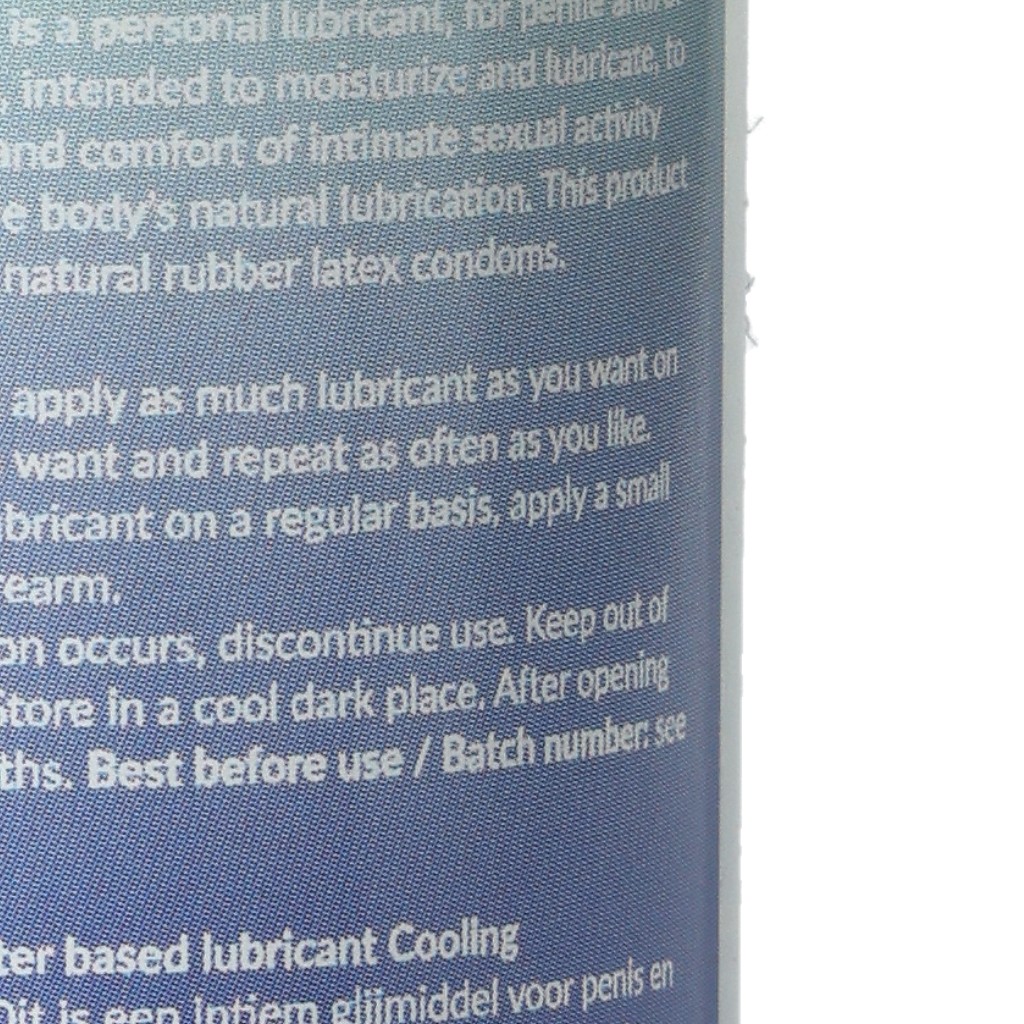 is a personal lubricant, for penile and/or
, intended to moisturize and lubricate, to
and comfort of intimate sexual activity
e body's natural lubrication. This product
natural rubber latex condoms.
apply as much lubricant as you want on
want and repeat as often as you like.
bricant on a regular basis, apply a small
rearm.
on occurs, discontinue use. Keep out of
Store in a cool dark place. After opening
ths. Best before use / Batch number: see
ter based lubricant Cooling
Dit is een intiem glijmiddel voor penis en